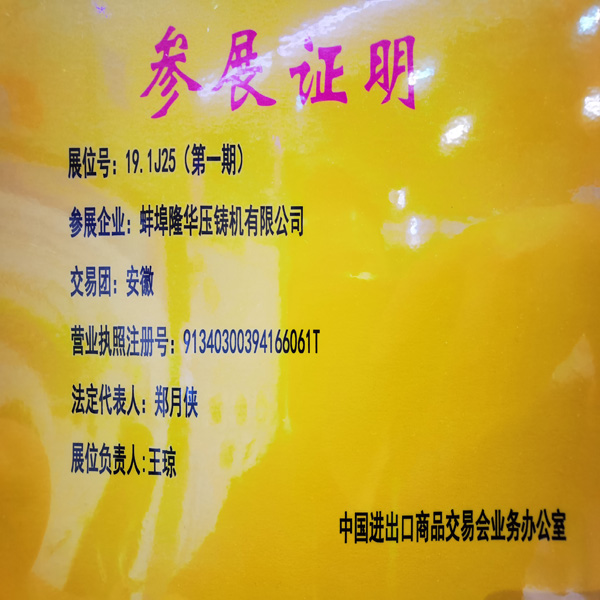 参展证明
展位号：19.1J25（第一期）
参展企业：蚌埠隆华压铸机有限公司
交易团：安徽
营业执照注册号：91340300394166061T
法定代表人：郑月侠
展位负责人:王琼
中国进出口商品交易会业务办公室